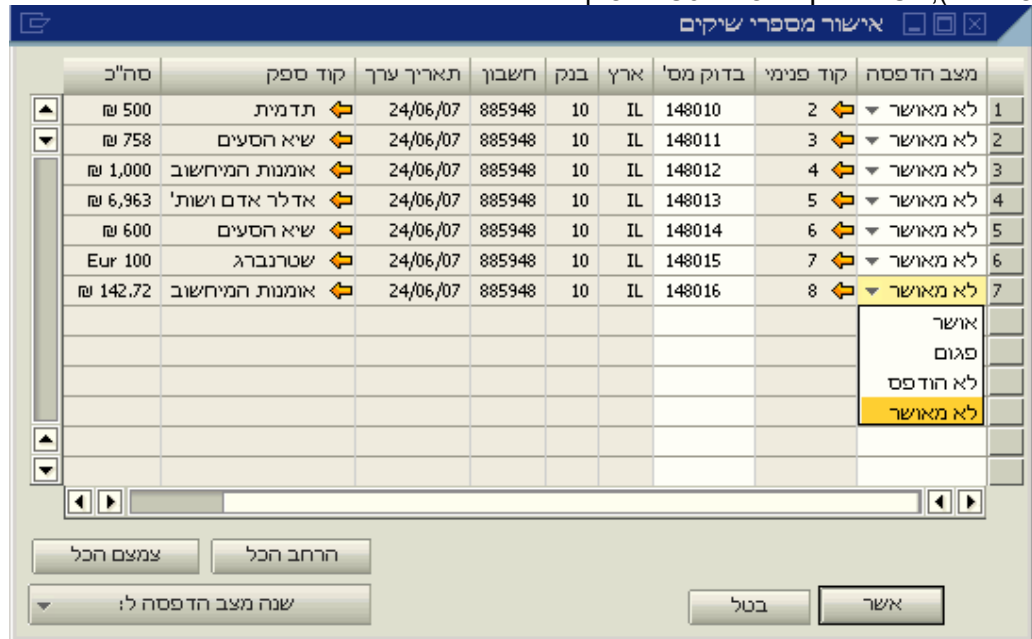 אישור מספרי שיקים
מצב הדפסה קוד פנימי בדוק מס' ארץ בנק חשבון תאריך ערך קוד ספק סה"כ
1 לא מאושר 2 148010 IL 10 885948 24/06/07 תדמית 500 ₪
2 לא מאושר 3 148011 IL 10 885948 24/06/07 שיא הסעים 758 ₪
3 לא מאושר 4 148012 IL 10 885948 24/06/07 אומנות המיחשוב 1,000 ₪
4 לא מאושר 5 148013 IL 10 885948 24/06/07 אדלר אדם ושות' 6,963 ₪
5 לא מאושר 6 148014 IL 10 885948 24/06/07 שיא הסעים 600 ₪
6 לא מאושר 7 148015 IL 10 885948 24/06/07 שטרנברג Eur 100
7 לא מאושר 8 148016 IL 10 885948 24/06/07 אומנות המיחשוב 142.72 ₪
אושר
פגום
לא הודפס
לא מאושר
הרחב הכל צמצם הכל
אשר בטל שנה מצב הדפסה ל: